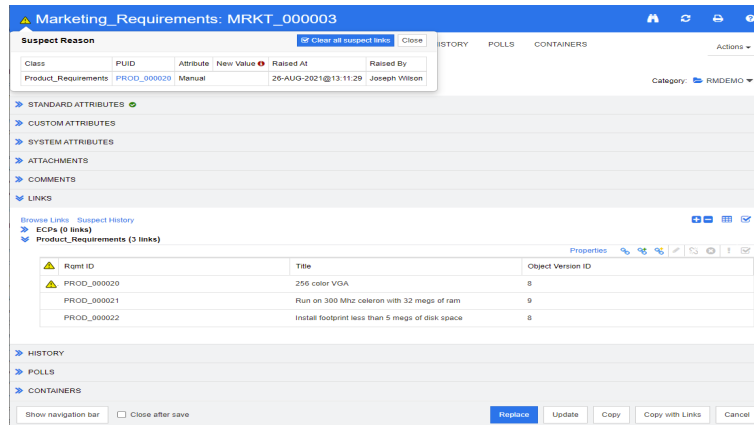 Marketing_Requirements: MRKT_000003
Suspect Reason Clear all suspect links Close
ISTORY POLLS CONTAINERS
Actions
Class PUID Attribute New Value Raised At Raised By
Product_Requirements PROD_000020 Manual 26-AUG-2021@13:11:29 Joseph Wilson
Category: RMDEMO
STANDARD ATTRIBUTES
CUSTOM ATTRIBUTES
SYSTEM ATTRIBUTES
ATTACHMENTS
COMMENTS
LINKS
Browse Links Suspect History
ECPs (0 links)
Product_Requirements (3 links)
Properties
Rqmt ID Title Object Version ID
PROD_000020 256 color VGA 8
PROD_000021 Run on 300 Mhz celeron with 32 megs of ram 9
PROD_000022 Install footprint less than 5 megs of disk space 8
HISTORY
POLLS
CONTAINERS
Show navigation bar Close after save Replace Update Copy Copy with Links Cancel